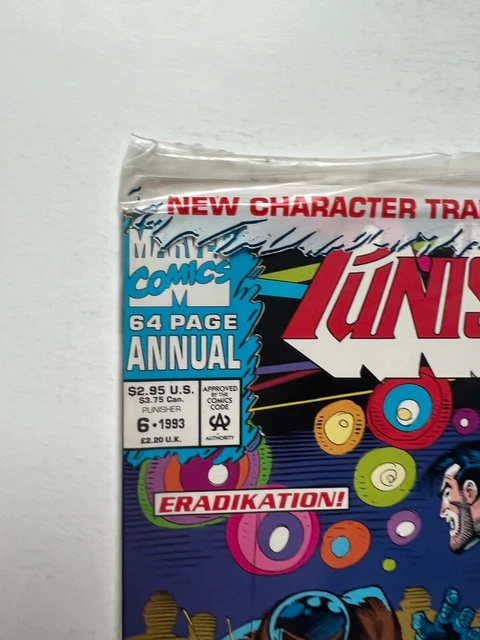 NEW CHARACTER TRA
MARVEL
COMICS
64 PAGE
ANNUAL
PUNIS
$2.95 U.S.
$3.75 Can.
PUNISHER
6•1993
£2.20 U.K.
APPROVED
BY THE
COMICS
CODE
CA
AUTHORITY
ERADIKATION!